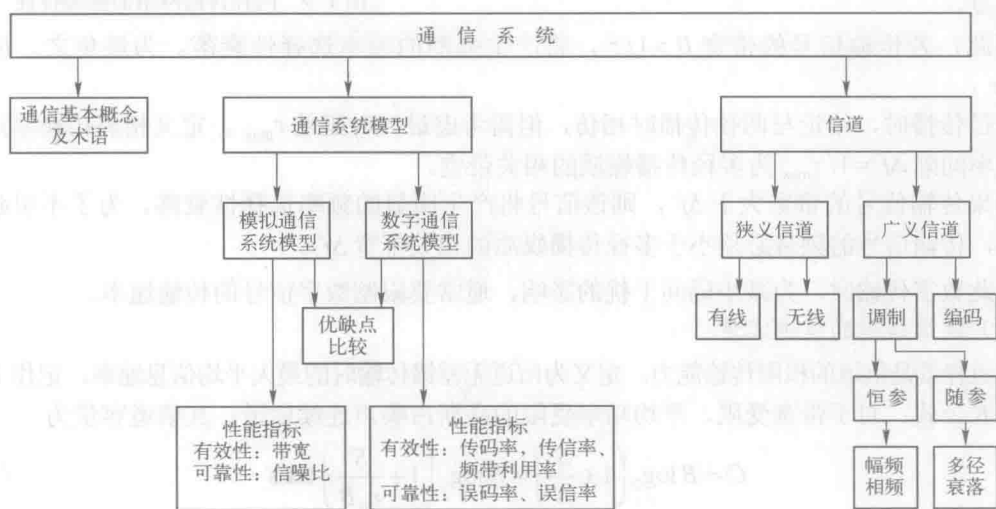 通信系统
通信基本概念
及术语
通信系统模型
信道
模拟通信
系统模型
数字通信
系统模型
狭义信道
广义信道
优缺点
比较
有线
无线
调制
编码
恒参
随参
性能指标
有效性：带宽
可靠性：信噪比
性能指标
有效性：传码率、传信率、
频带利用率
可靠性：误码率、误信率
幅频
相频
多径
衰落